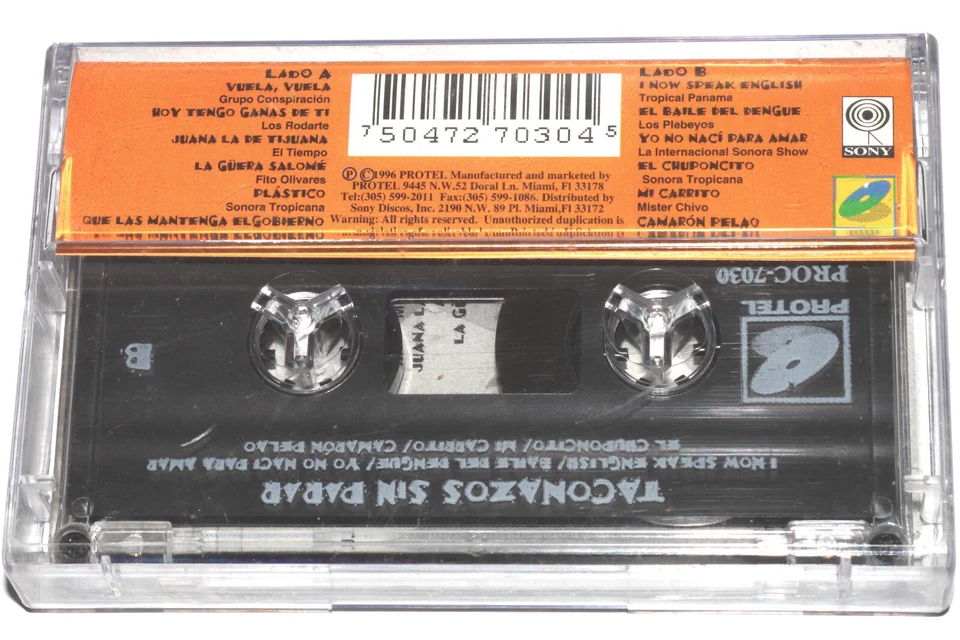 LADO A
VUELA, VUELA
Grupo Conspiración
HOY TENGO GANAS DE TI
Los Rodarte
JUANA LA DE TIJUANA
El Tiempo
LA GÜERA SALOMÉ
Fito Olivares
PLÁSTICO
Sonora Tropicana
QUE LAS MANTENGA ELGOBIERNO
7 50472 70304 5
Ⓟ ©1996 PROTEL Manufactured and marketed by
PROTEL 9445 N.W.52 Doral Ln. Miami, Fl 33178
Tel:(305) 599-2011 Fax:(305) 599-1086. Distributed by
Sony Discos, Inc. 2190 N.W. 89 Pl. Miami,Fl 33172
Warning: All rights reserved. Unauthorized duplication is
LADO B
I NOW SPEAK ENGLISH
Tropical Panama
EL BAILE DEL DENGUE
Los Plebeyos
YO NO NACÍ PARA AMAR
La Internacional Sonora Show
EL CHUPONCITO
Sonora Tropicana
MI CARRITO
Mister Chivo
CAMARÓN PELAO
SONY
PROC-7030
PROTEL
JUANA L
LA GÜ
B
TACONAZOS SIN PARAR
I NOW SPEAK ENGLISH/ BAILE DEL DENGUE/ YO NO NACI PARA AMAR
EL CHUPONCITO/ MI CARRITO/ CAMARÓN PELAO